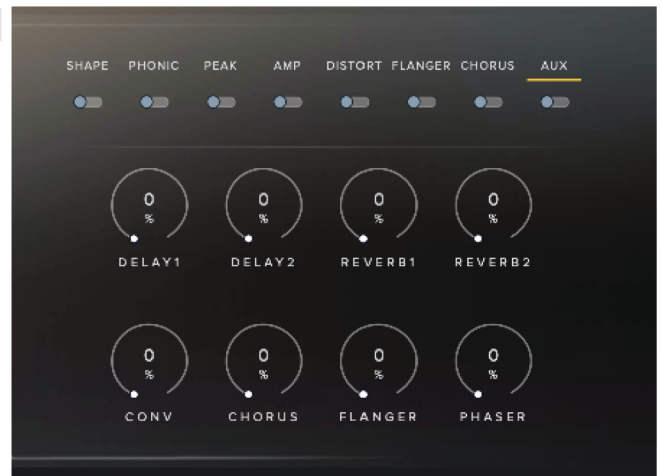 SHAPE PHONIC PEAK AMP DISTORT FLANGER CHORUS AUX
0 0 0 0
% % % %
DELAY1 DELAY2 REVERB1 REVERB2
0 0 0 0
% % % %
CONV CHORUS FLANGER PHASER